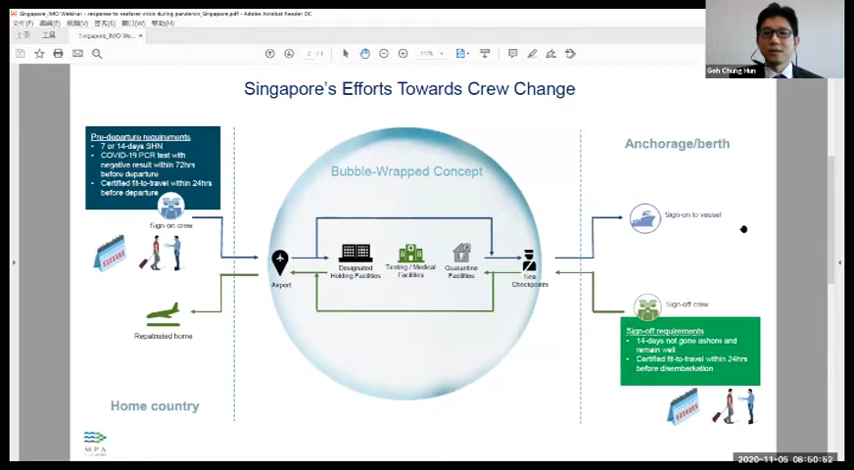 Singapore_IMO Webinar - response to seafarer crisis during pandemic_Singapore.pdf - Adobe Acrobat Reader DC
工具
Singapore_IMO We...
2 / 3
Geh Chung Hun
Singapore's Efforts Towards Crew Change
Pre-departure requirements
• 7 or 14-days SHN
• COVID-19 PCR test with
negative result within 72hrs
before departure
• Certified fit-to-travel within 24hrs
before departure
Sign-on crew
Repatriated home
Home country
Bubble-Wrapped Concept
Airport
Designated
Holding Facilities
Testing / Medical
Facilities
Quarantine
Facilities
Checkpoints
Anchorage/berth
Sign-on to vessel
Sign-off crew
Sign-off requirements
• 14-days not gone ashore and
remain well
• Certified fit-to-travel within 24hrs
before disembarkation
MPA
2020-11-05 08:50:52